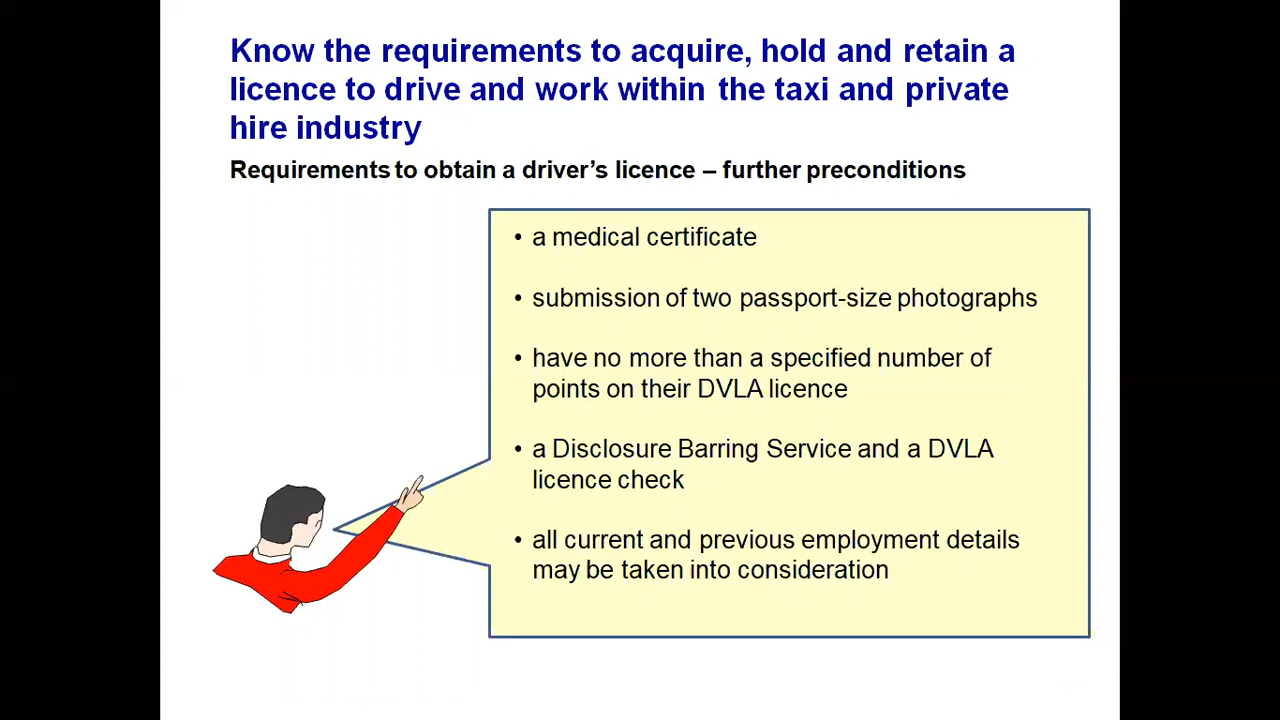 Know the requirements to acquire, hold and retain a
licence to drive and work within the taxi and private
hire industry
Requirements to obtain a driver's licence – further preconditions
• a medical certificate
• submission of two passport-size photographs
• have no more than a specified number of
points on their DVLA licence
• a Disclosure Barring Service and a DVLA
licence check
• all current and previous employment details
may be taken into consideration